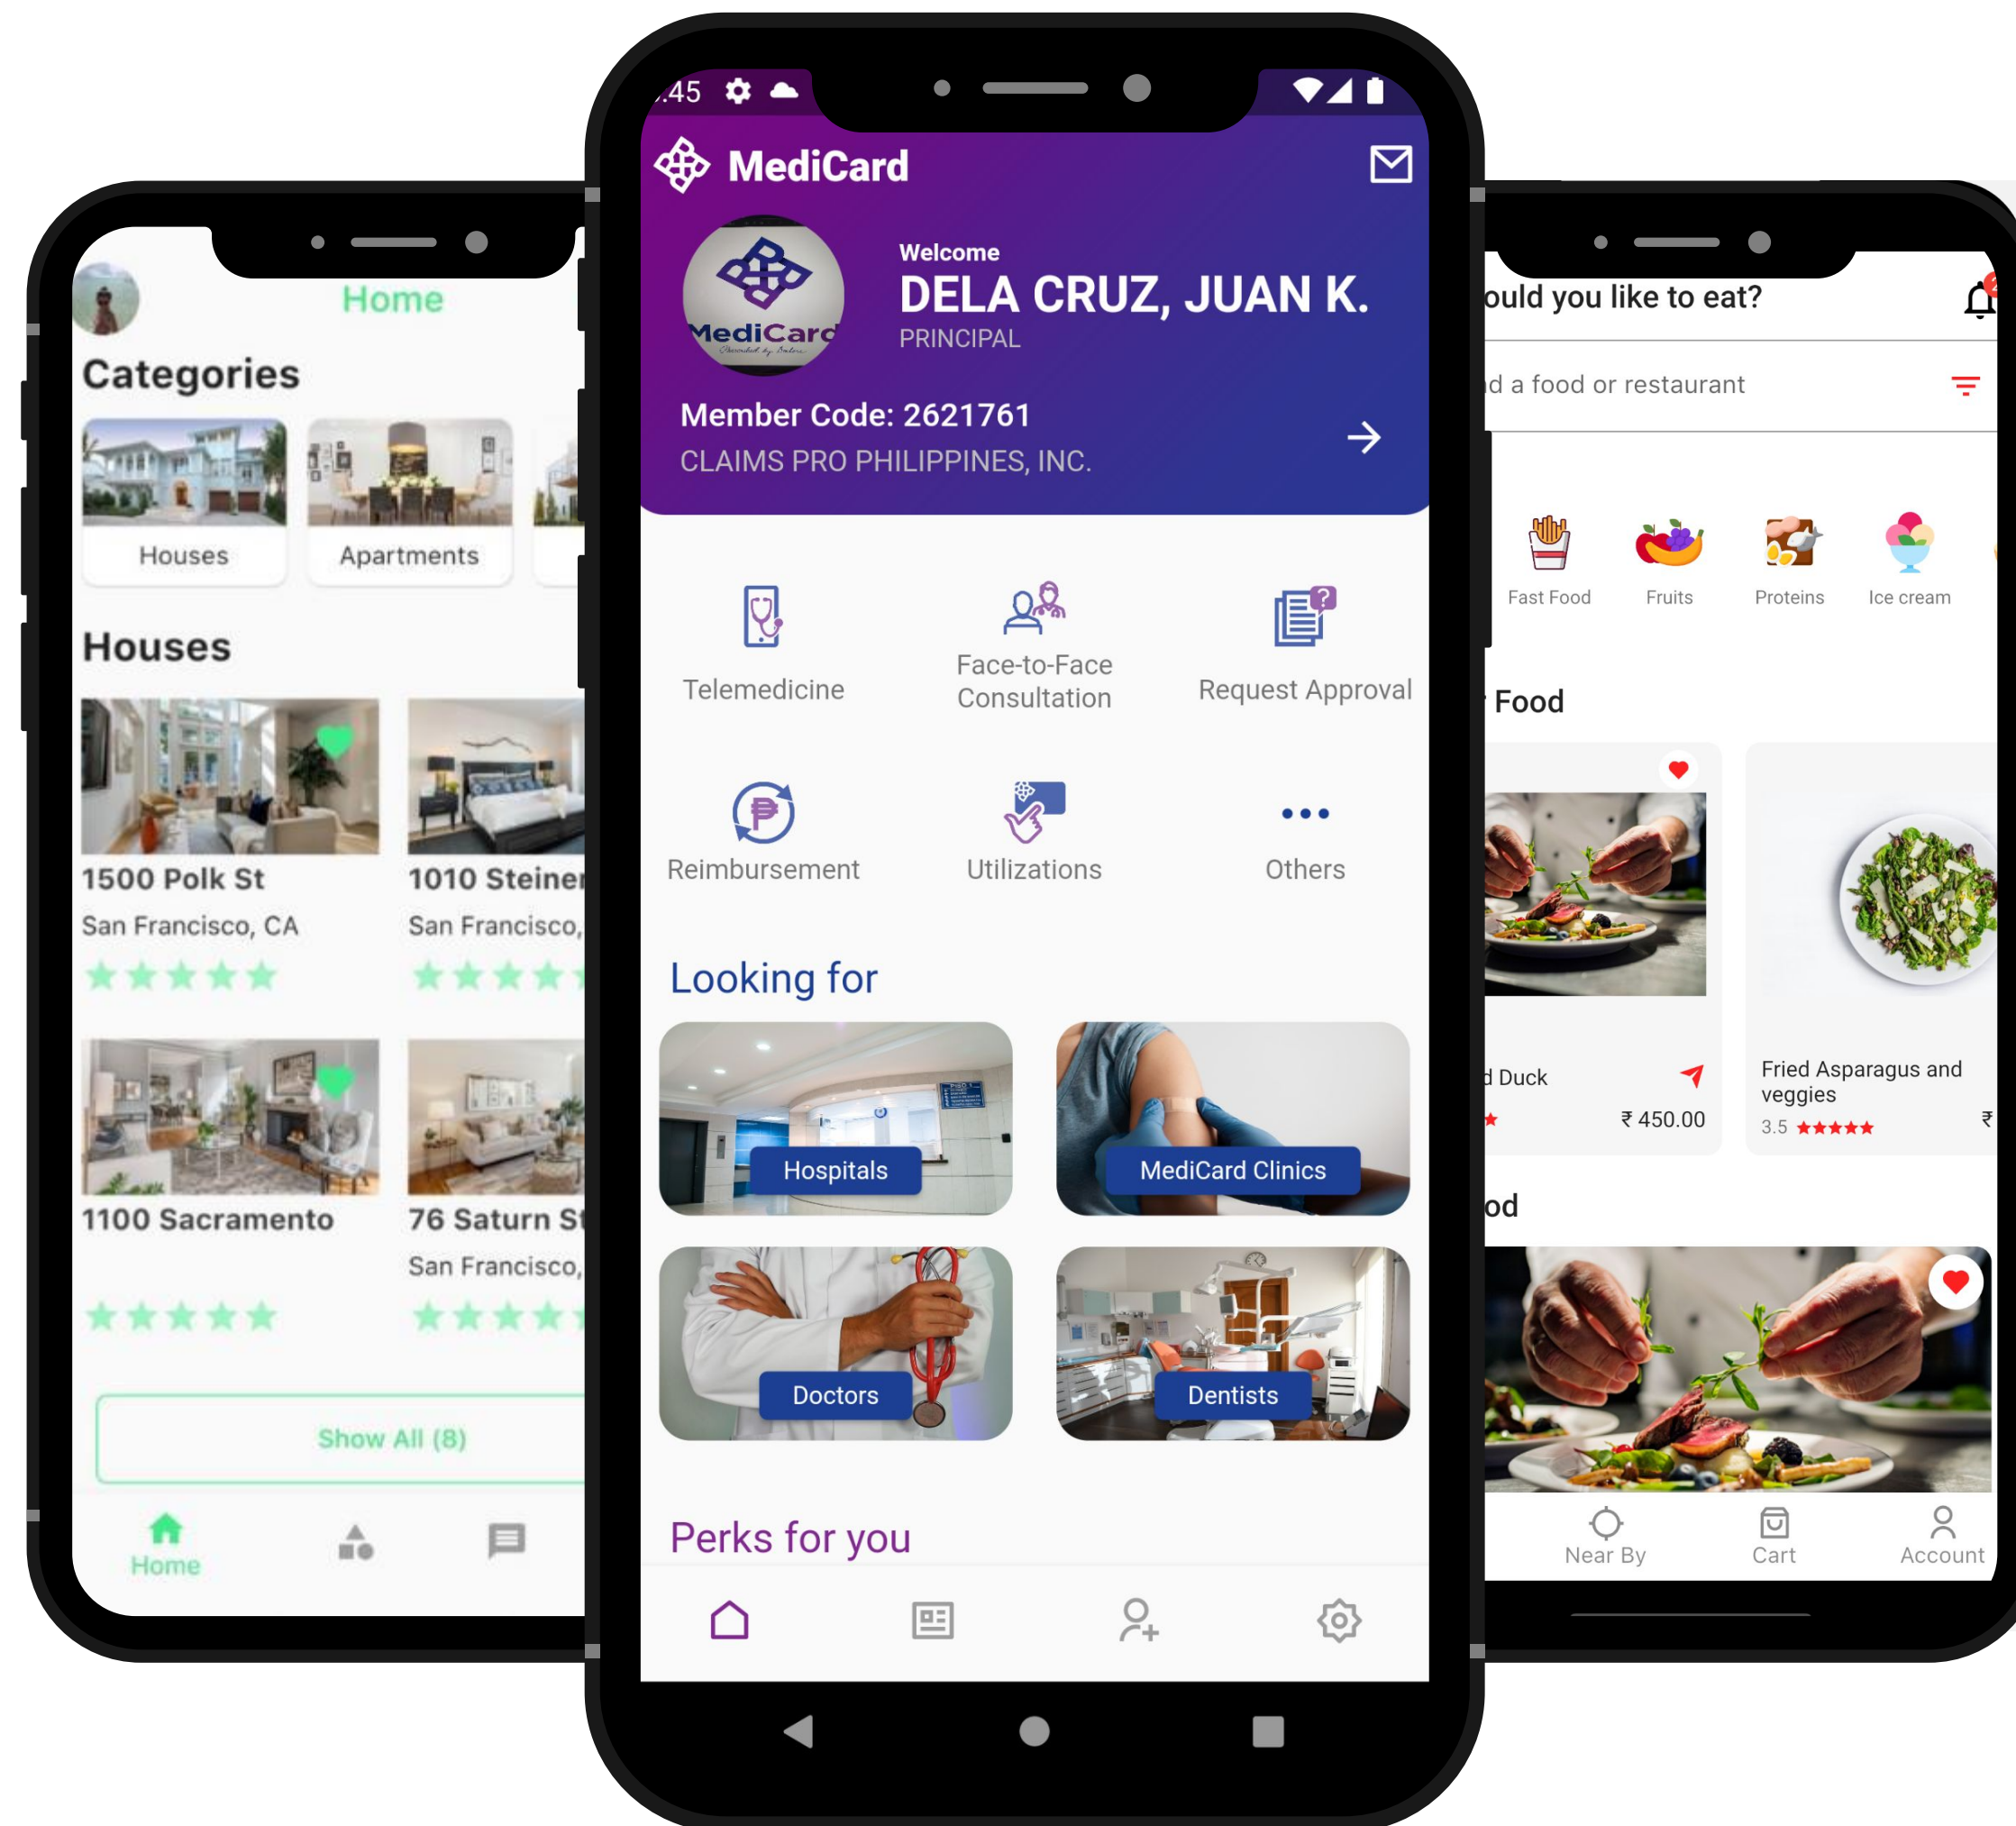 Home
Categories
Houses
Apartments
Houses
1500 Polk St
San Francisco, CA
1010 Steiner
San Francisco,
1100 Sacramento
76 Saturn St
San Francisco,
Show All (8)
Home
:45
MediCard
MediCard
Welcome
DELA CRUZ, JUAN K.
PRINCIPAL
Member Code: 2621761
CLAIMS PRO PHILIPPINES, INC.
Telemedicine
Face-to-Face
Consultation
Request Approval
Reimbursement
Utilizations
Others
Looking for
Hospitals
MediCard Clinics
Doctors
Dentists
Perks for you
ould you like to eat?
d a food or restaurant
Fast Food
Fruits
Proteins
Ice cream
Food
d Duck
₹ 450.00
Fried Asparagus and
veggies
3.5
₹
od
Near By
Cart
Account